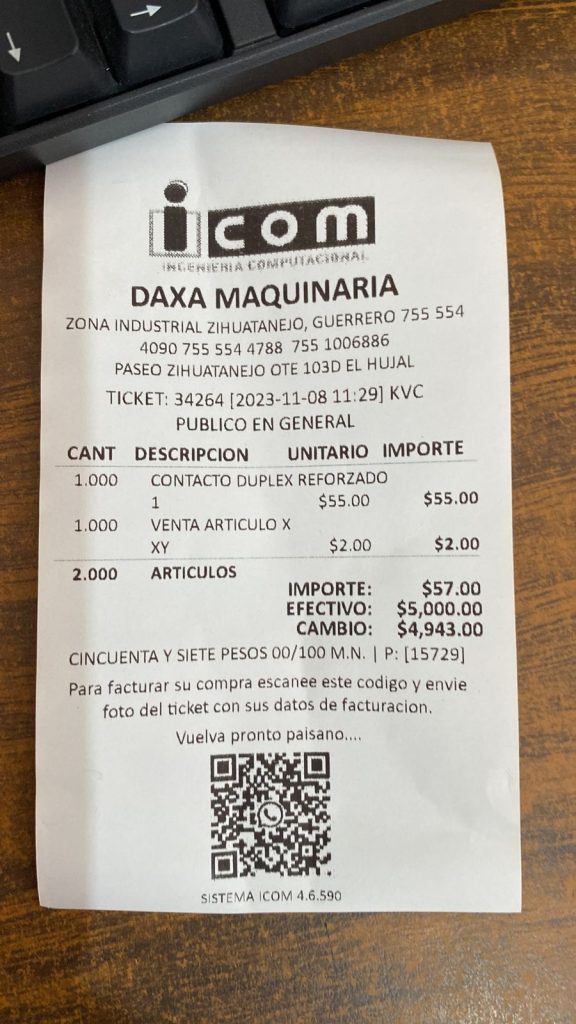 icom
INGENIERIA COMPUTACIONAL
DAXA MAQUINARIA
ZONA INDUSTRIAL ZIHUATANEJO, GUERRERO 755 554
4090 755 554 4788 755 1006886
PASEO ZIHUATANEJO OTE 103D EL HUJAL
TICKET: 34264 [2023-11-08 11:29] KVC
PUBLICO EN GENERAL
CANT DESCRIPCION UNITARIO IMPORTE
1.000 CONTACTO DUPLEX REFORZADO
1 $55.00 $55.00
1.000 VENTA ARTICULO X
XY $2.00 $2.00
2.000 ARTICULOS
IMPORTE: $57.00
EFECTIVO: $5,000.00
CAMBIO: $4,943.00
CINCUENTA Y SIETE PESOS 00/100 M.N. | P: [15729]
Para facturar su compra escanee este codigo y envie
foto del ticket con sus datos de facturacion.
Vuelva pronto paisano....
SISTEMA ICOM 4.6.590